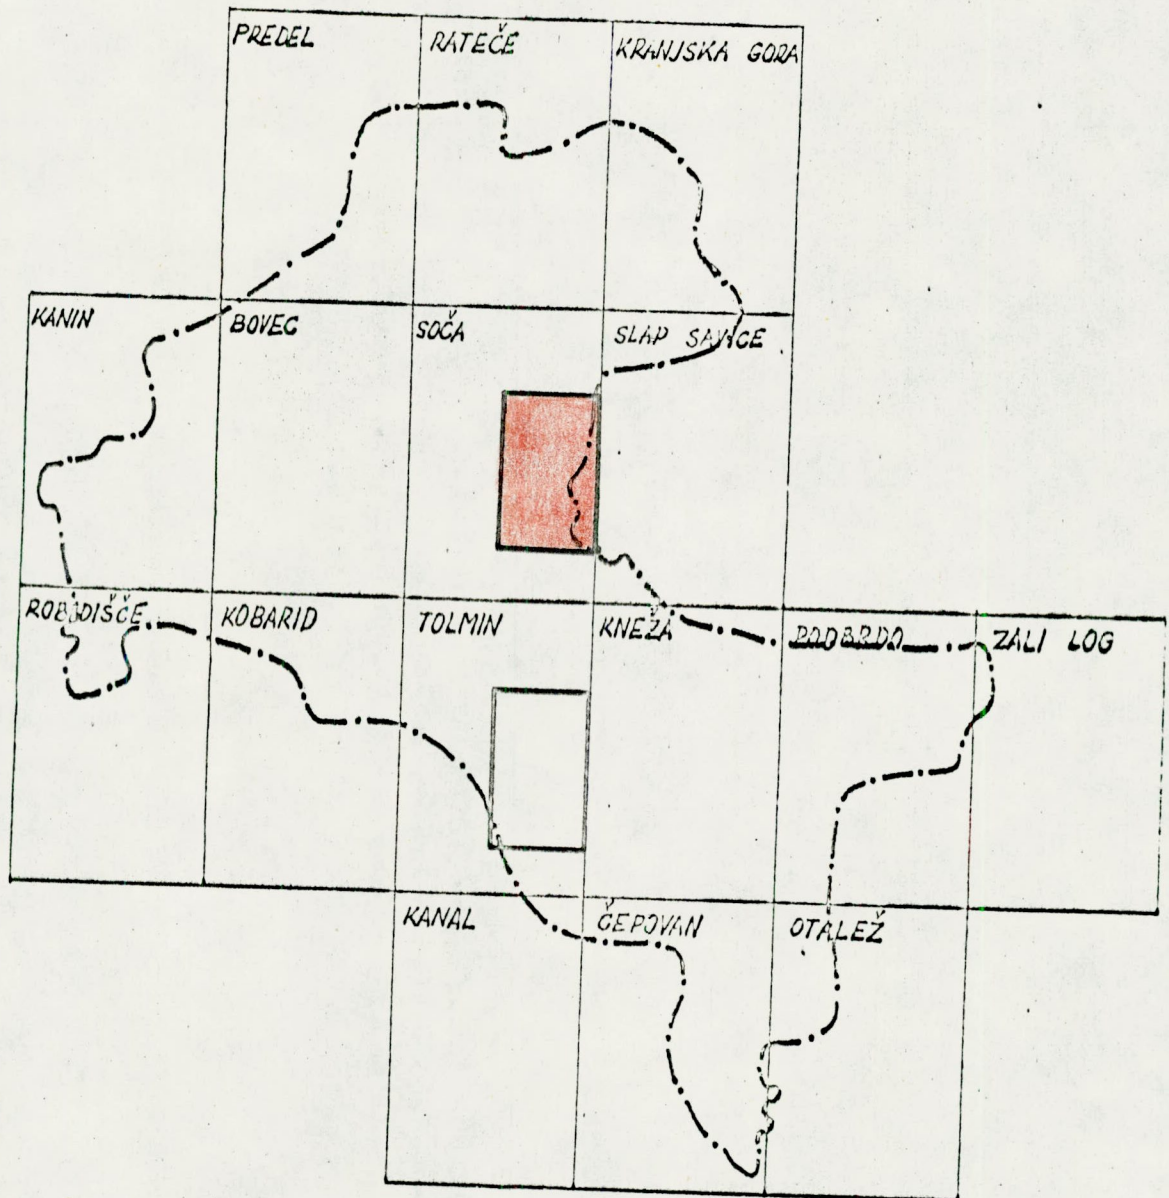 PREDEL
RATEČE
KRANJSKA GORA
KANIN
BOVEC
SOČA
SLAP SAVICE
ROBIDIŠČE
KOBARID
TOLMIN
KNEŽA
PODBRDO
ZALI LOG
KANAL
ČEPOVAN
OTALEŽ